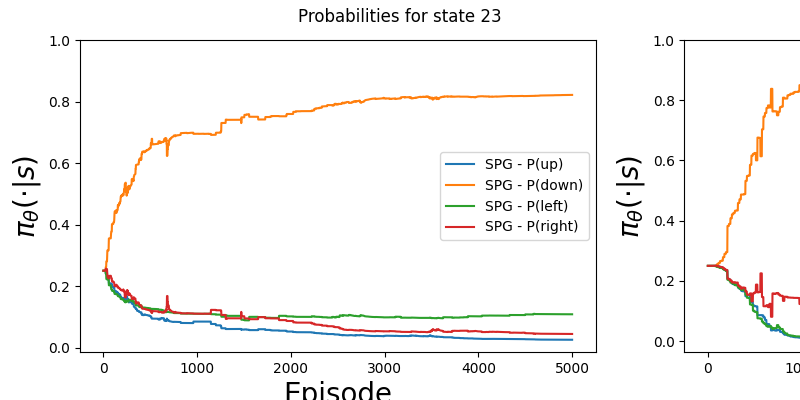 Probabilities for state 23
1.0
0.8
0.6
0.4
0.2
0.0
π_θ(·|s)
SPG - P(up)
SPG - P(down)
SPG - P(left)
SPG - P(right)
0 1000 2000 3000 4000 5000
Episode
1.0
0.8
0.6
0.4
0.2
0.0
π_θ(·|s)
0